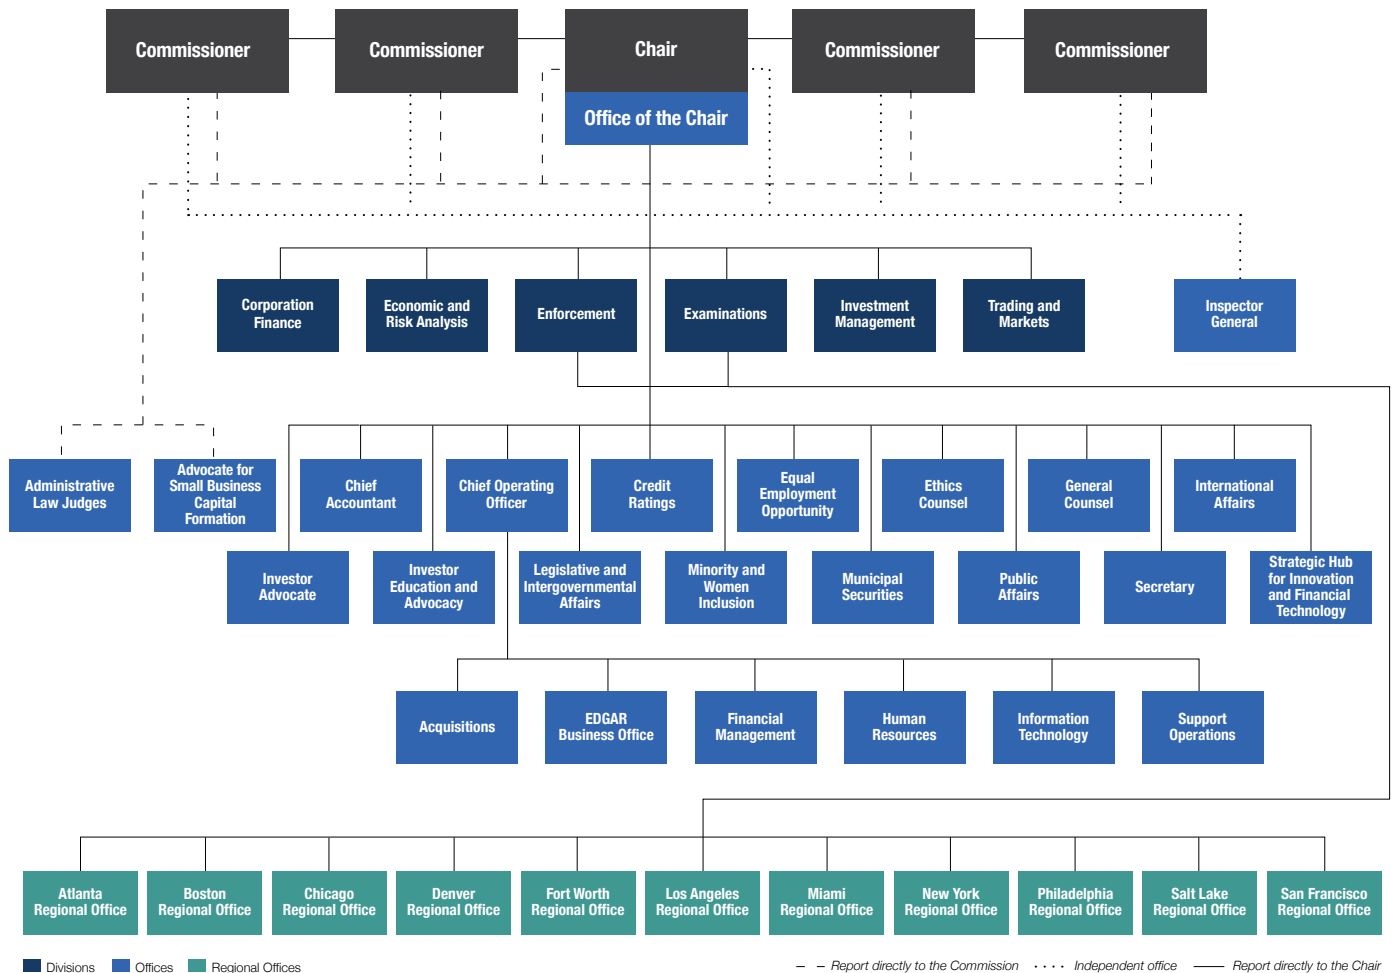 Commissioner
Commissioner
Chair
Commissioner
Commissioner
Office of the Chair
Corporation
Finance
Economic and
Risk Analysis
Enforcement
Examinations
Investment
Management
Trading and
Markets
Inspector
General
Administrative
Law Judges
Advocate for
Small Business
Capital
Formation
Chief
Accountant
Chief Operating
Officer
Credit
Ratings
Equal
Employment
Opportunity
Ethics
Counsel
General
Counsel
International
Affairs
Investor
Advocate
Investor
Education and
Advocacy
Legislative and
Intergovernmental
Affairs
Minority and
Women
Inclusion
Municipal
Securities
Public
Affairs
Secretary
Strategic Hub
for Innovation
and Financial
Technology
Acquisitions
EDGAR
Business Office
Financial
Management
Human
Resources
Information
Technology
Support
Operations
Atlanta
Regional Office
Boston
Regional Office
Chicago
Regional Office
Denver
Regional Office
Fort Worth
Regional Office
Los Angeles
Regional Office
Miami
Regional Office
New York
Regional Office
Philadelphia
Regional Office
Salt Lake
Regional Office
San Francisco
Regional Office
Divisions
Offices
Regional Offices
Report directly to the Commission
Independent office
Report directly to the Chair